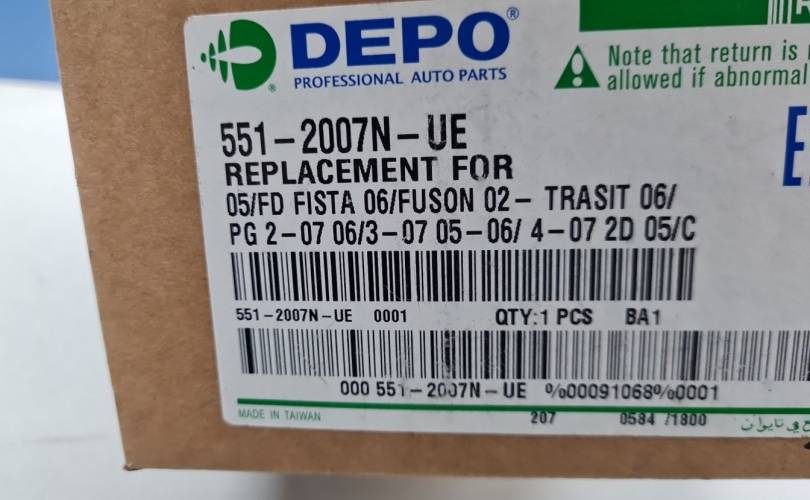 DEPO®
PROFESSIONAL AUTO PARTS
Note that return is
allowed if abnormal
551-2007N-UE
REPLACEMENT FOR
05/FD FISTA 06/FUSON 02- TRASIT 06/
PG 2-07 06/3-07 05-06/ 4-07 2D 05/C
551-2007N-UE 0001 QTY:1 PCS BA1
000 551-2007N-UE %00091068%0001
MADE IN TAIWAN 207 0584 /1800
في تايوان